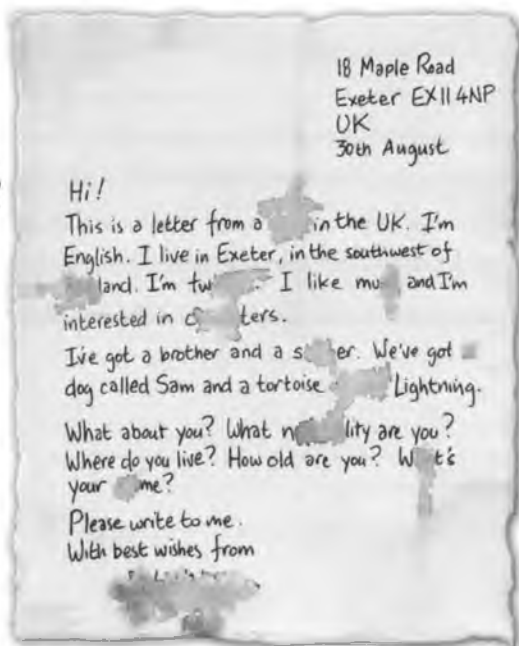 18 Maple Road
Exeter EX11 4NP
UK
30th August
Hi!
This is a letter from a in the UK. I'm
English. I live in Exeter, in the southwest of
I'm I like and I'm
interested in
I've got a brother and a We've got
dog called Sam and a tortoise Lightning.
What about you? What are you?
Where do you live? How old are you?
your
Please write to me.
With best wishes from